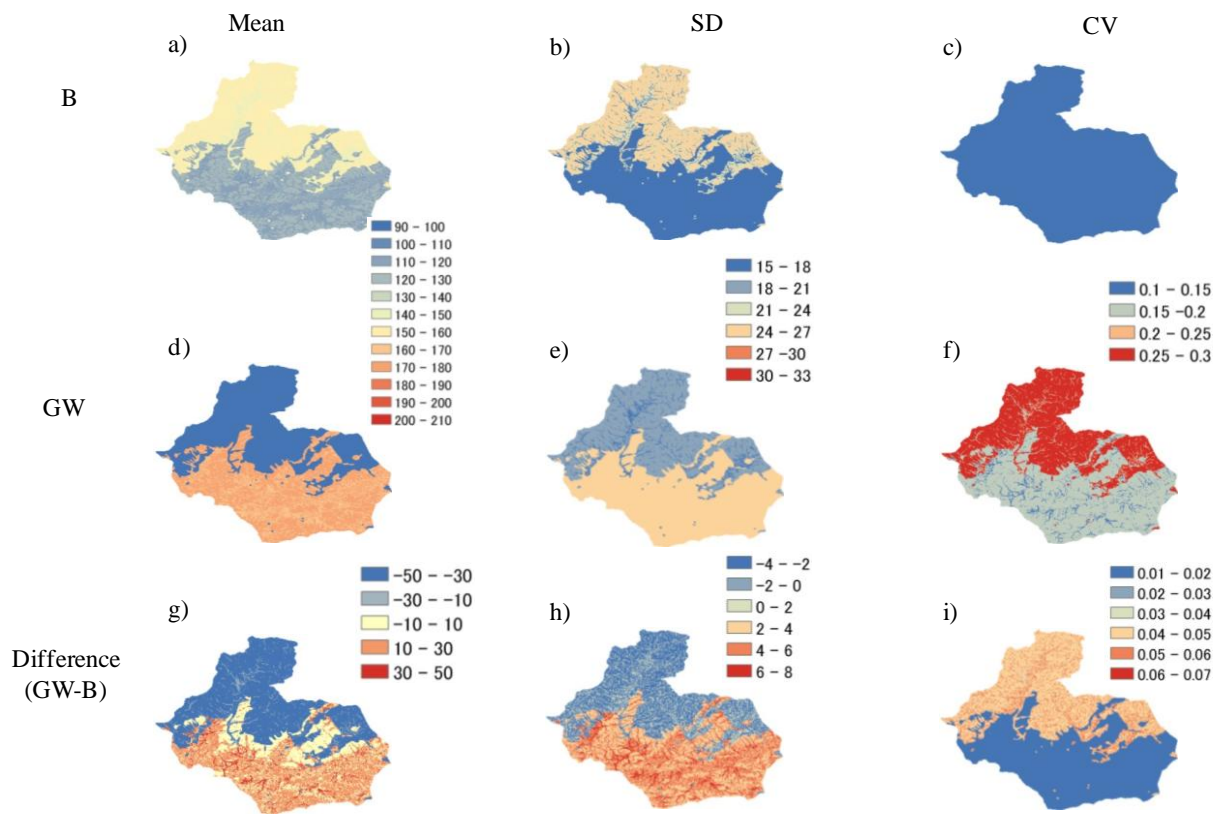 Mean
SD
CV
a)
b)
c)
B
90 – 100
100 – 110
110 – 120
120 – 130
130 – 140
140 – 150
150 – 160
160 – 170
170 – 180
180 – 190
190 – 200
200 – 210
15 – 18
18 – 21
21 – 24
24 – 27
27 –30
30 – 33
0.1 – 0.15
0.15 –0.2
0.2 – 0.25
0.25 – 0.3
d)
e)
f)
GW
–50 – –30
–30 – –10
–10 – 10
10 – 30
30 – 50
–4 – –2
–2 – 0
0 – 2
2 – 4
4 – 6
6 – 8
0.01 – 0.02
0.02 – 0.03
0.03 – 0.04
0.04 – 0.05
0.05 – 0.06
0.06 – 0.07
g)
h)
i)
Difference
(GW-B)